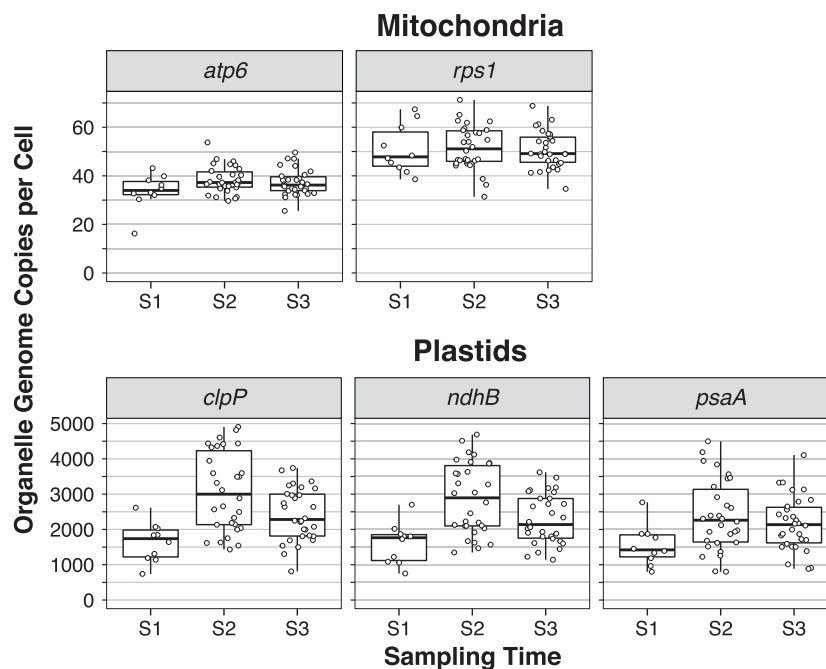 Mitochondria
atp6 rps1
60
40
20
0
S1 S2 S3 S1 S2 S3
Organelle Genome Copies per Cell
Plastids
clpP ndhB psaA
5000
4000
3000
2000
1000
0
S1 S2 S3 S1 S2 S3 S1 S2 S3
Sampling Time